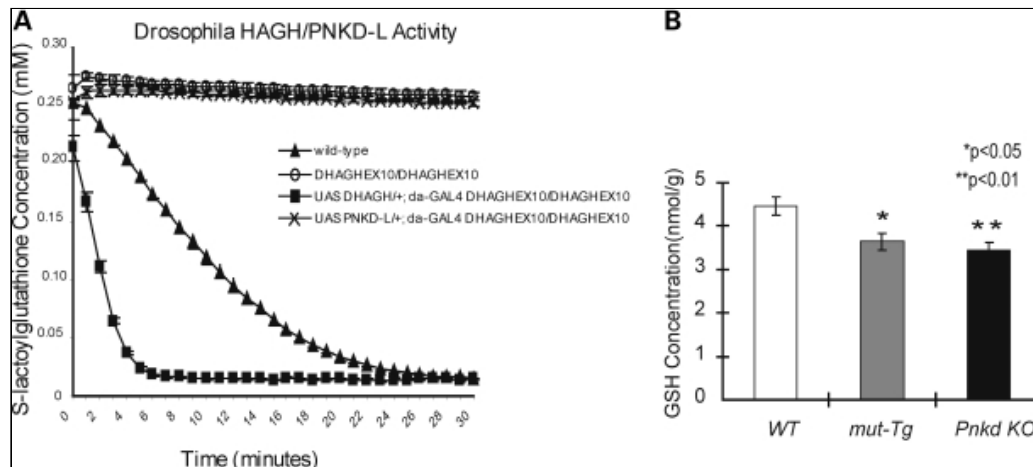 A
Drosophila HAGH/PNKD-L Activity
S-lactoylglutathione Concentration (mM)
0.30
0.25
0.20
0.15
0.10
0.05
0
wild-type
DHAGHEX10/DHAGHEX10
UAS DHAGH/+; da-GAL4 DHAGHEX10/DHAGHEX10
UAS PNKD-L/+; da-GAL4 DHAGHEX10/DHAGHEX10
0 2 4 6 8 10 12 14 16 18 20 22 24 26 28 30
Time (minutes)
B
*p<0.05
**p<0.01
GSH Concentration(nmol/g)
5
4
3
2
1
0
*
**
WT mut-Tg Pnkd KO